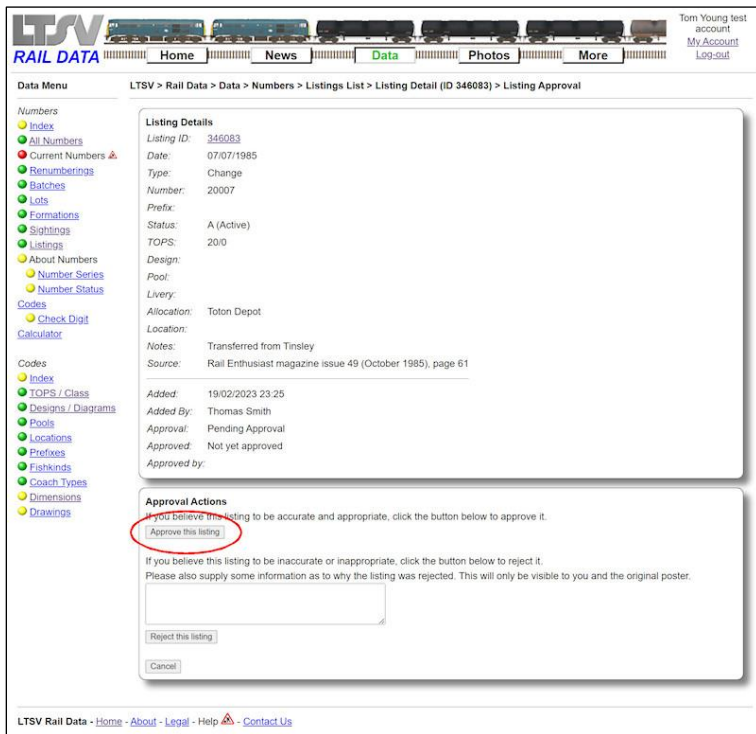 LTSV
RAIL DATA
Home
News
Data
Photos
More
Tom Young test
account
My Account
Log-out
Data Menu
Numbers
Index
All Numbers
Current Numbers
Renumberings
Batches
Lots
Formations
Sightings
Listings
About Numbers
Number Series
Number Status
Codes
Check Digit
Calculator
Codes
Index
TOPS / Class
Designs / Diagrams
Pools
Locations
Prefixes
Fishkinds
Coach Types
Dimensions
Drawings
LTSV > Rail Data > Data > Numbers > Listings List > Listing Detail (ID 346083) > Listing Approval
Listing Details
Listing ID: 346083
Date: 07/07/1985
Type: Change
Number: 20007
Prefix:
Status: A (Active)
TOPS: 20/0
Design:
Pool:
Livery:
Allocation: Toton Depot
Location:
Notes: Transferred from Tinsley
Source: Rail Enthusiast magazine issue 49 (October 1985), page 61
Added: 19/02/2023 23:25
Added By: Thomas Smith
Approval: Pending Approval
Approved: Not yet approved
Approved by:
Approval Actions
If you believe this listing to be accurate and appropriate, click the button below to approve it.
Approve this listing
If you believe this listing to be inaccurate or inappropriate, click the button below to reject it.
Please also supply some information as to why the listing was rejected. This will only be visible to you and the original poster.
Reject this listing
Cancel
LTSV Rail Data - Home - About - Legal - Help - Contact Us